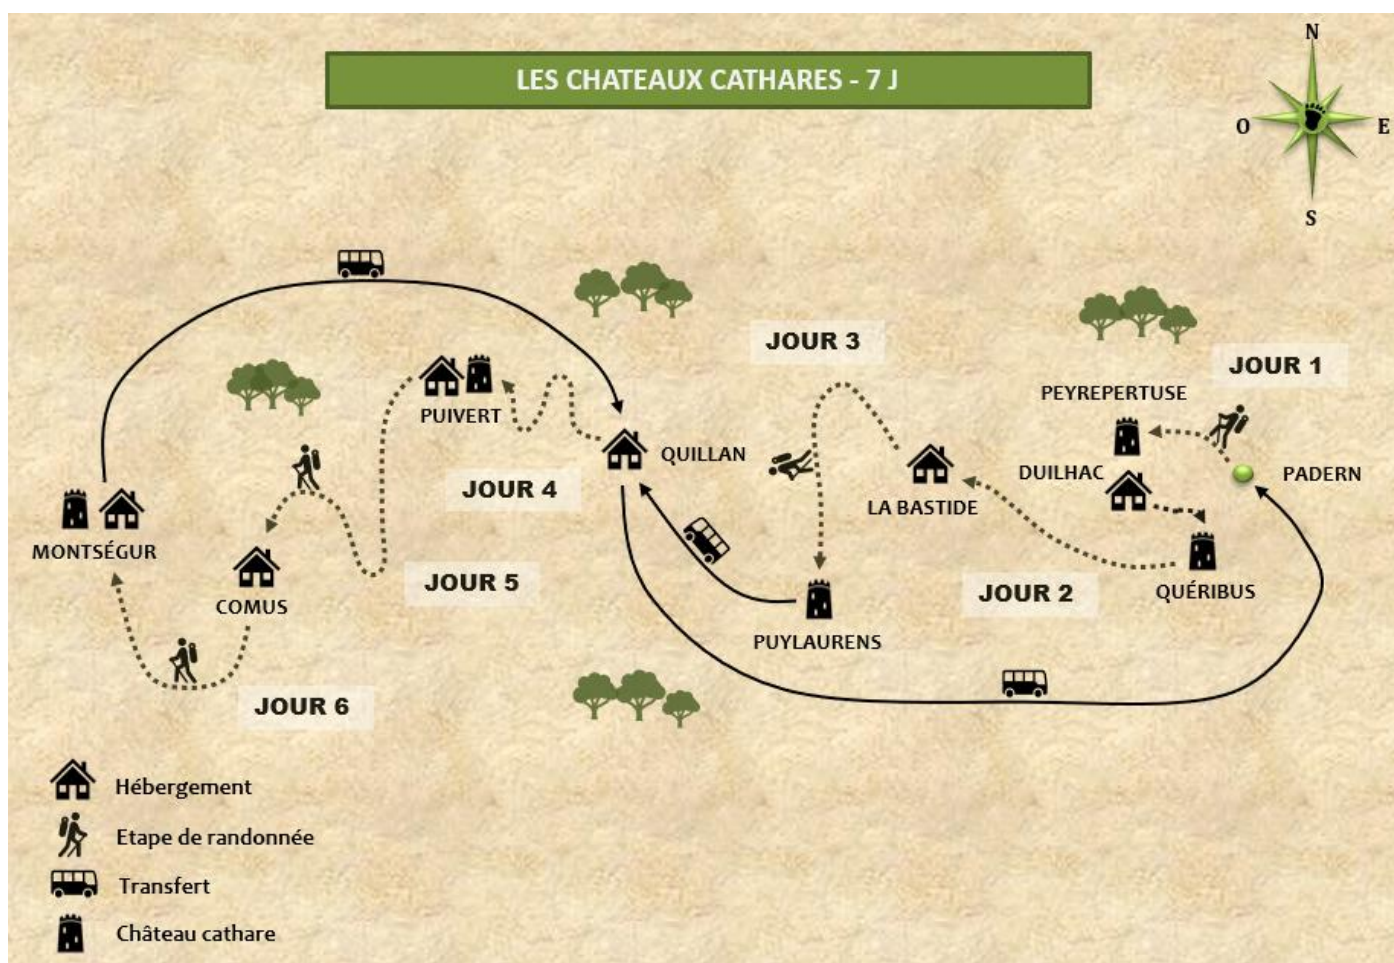 LES CHATEAUX CATHARES - 7 J
N
O
E
S
JOUR 3
JOUR 1
PEYREPERTUSE
PUIVERT
QUILLAN
DUILHAC
PADERN
JOUR 4
LA BASTIDE
MONTSÉGUR
JOUR 5
JOUR 2
QUÉRIBUS
COMUS
PUYLAURENS
JOUR 6
Hébergement
Etape de randonnée
Transfert
Château cathare